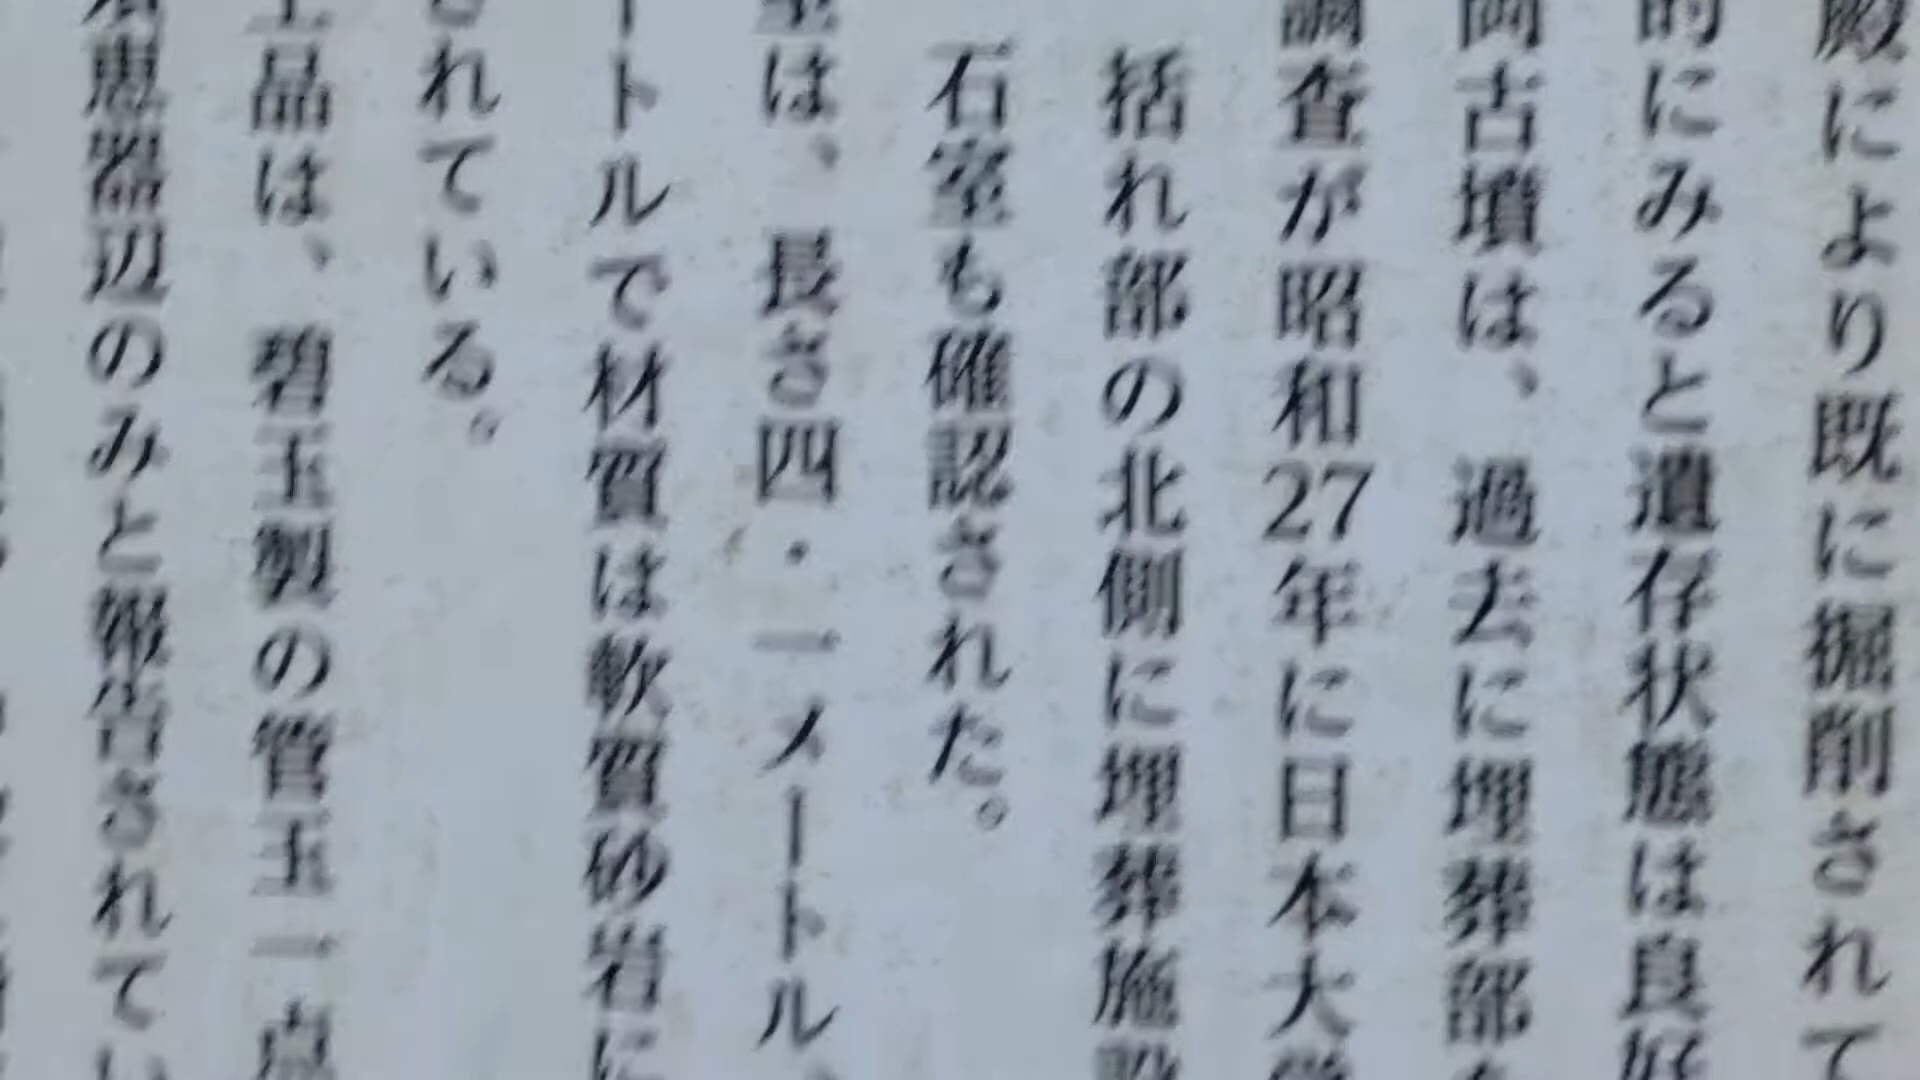 殿により既に掘削されて
的にみると遺存状態は良好
岡古墳は、過去に埋葬部
調査が昭和27年に日本大学
括れ部の北側に埋葬施設
石室も確認された。
室は、長さ四・一メートル、
ートルで材質は軟質砂岩に
されている。
土品は、碧玉製の管玉一点
須恵器辺のみと報告されてい